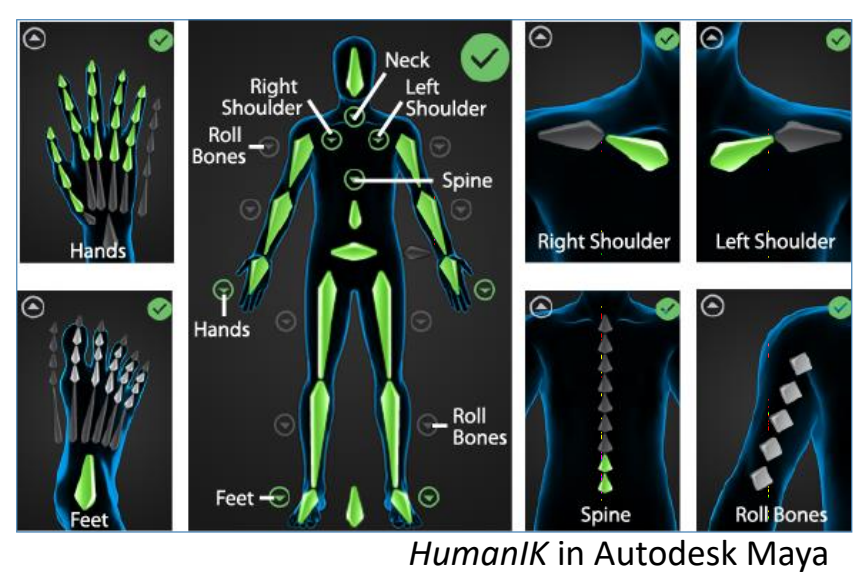 Hands
Feet
Neck
Right
Shoulder
Left
Shoulder
Roll
Bones
Spine
Hands
Roll
Bones
Feet
Right Shoulder
Left Shoulder
Spine
Roll Bones
HumanIK in Autodesk Maya